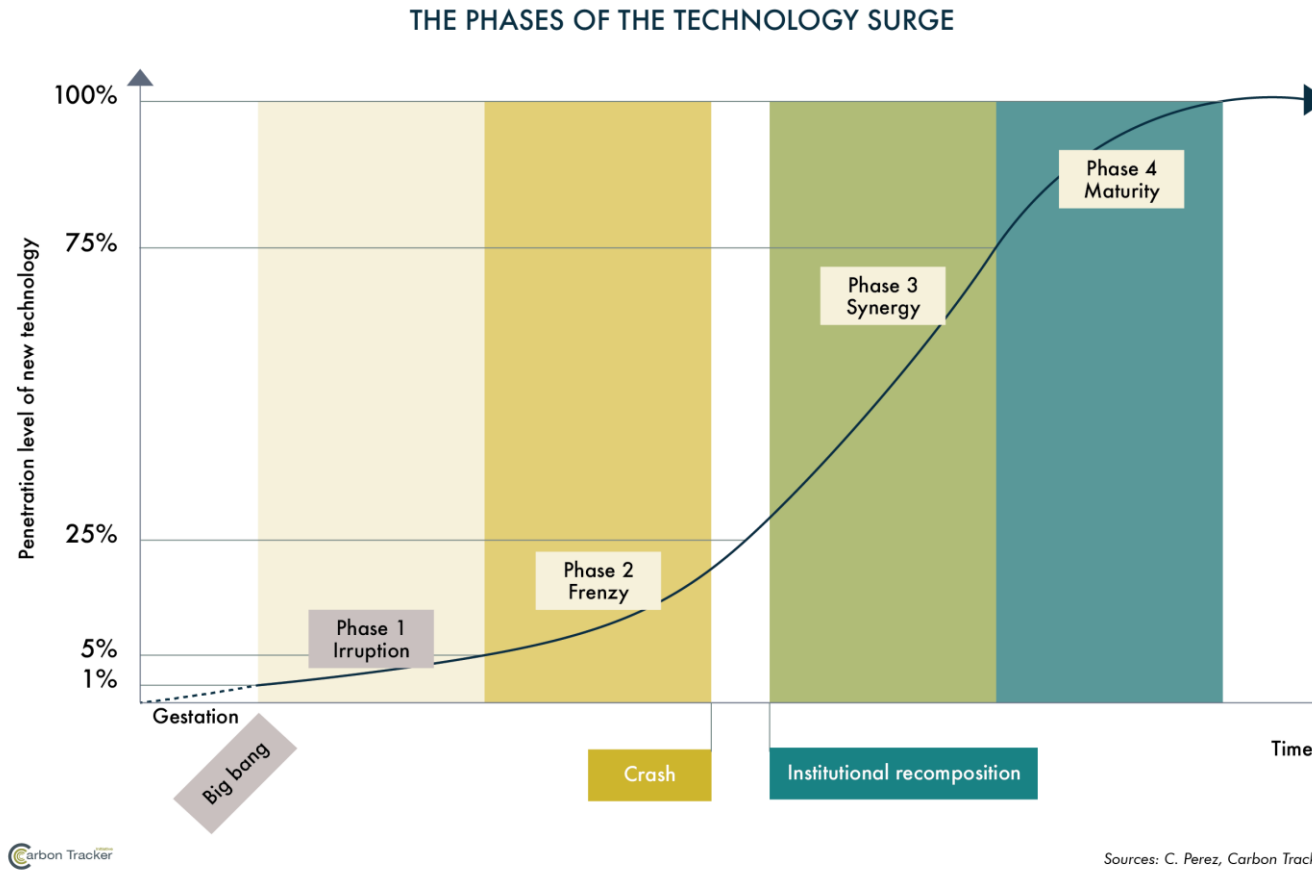 THE PHASES OF THE TECHNOLOGY SURGE
100%
75%
25%
5%
1%
Penetration level of new technology
Phase 1
Irruption
Phase 2
Frenzy
Phase 3
Synergy
Phase 4
Maturity
Gestation
Big bang
Crash
Institutional recomposition
Time
Carbon Tracker
Sources: C. Perez, Carbon Track